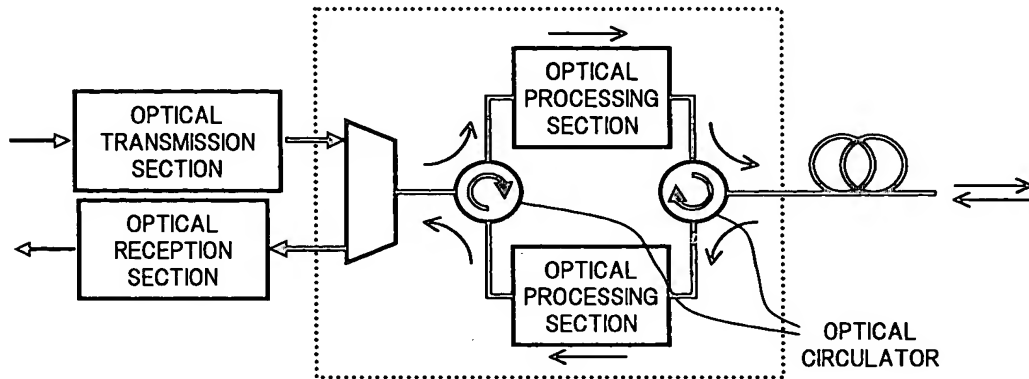 OPTICAL
TRANSMISSION
SECTION
OPTICAL
RECEPTION
SECTION
OPTICAL
PROCESSING
SECTION
OPTICAL
PROCESSING
SECTION
OPTICAL
CIRCULATOR